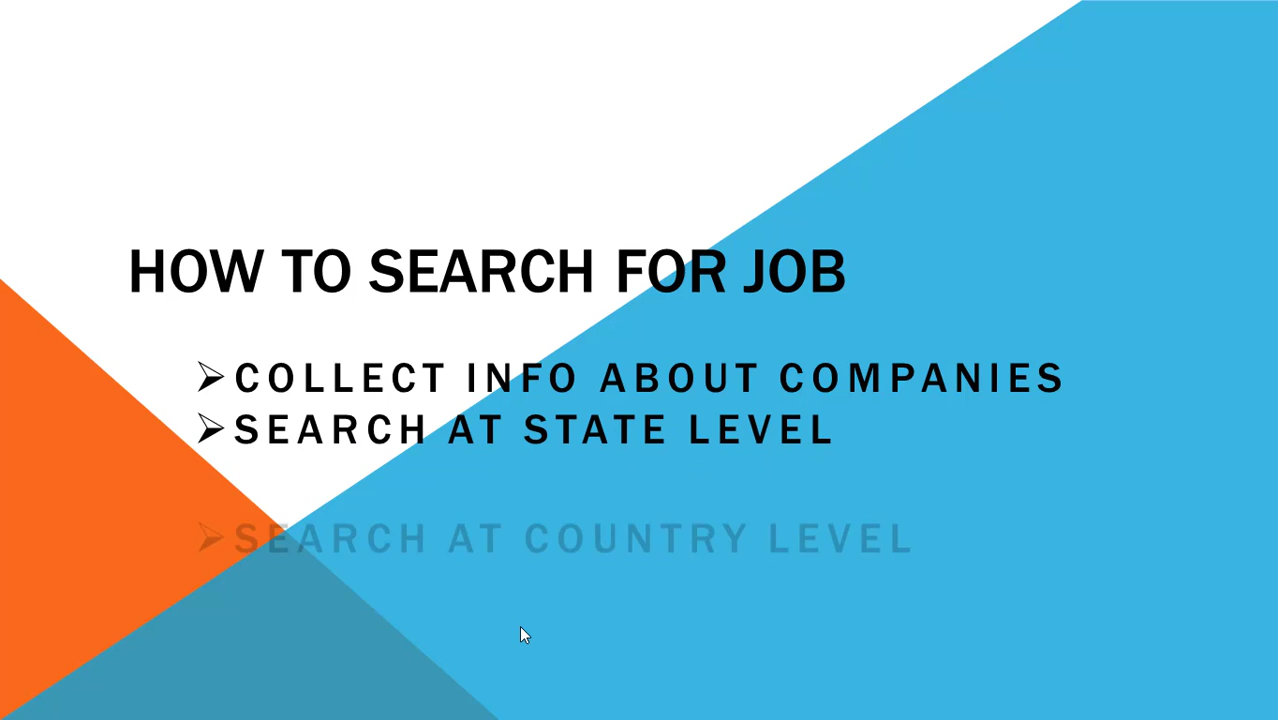 HOW TO SEARCH FOR JOB
➢COLLECT INFO ABOUT COMPANIES
➢SEARCH AT STATE LEVEL
➢SEARCH AT COUNTRY LEVEL